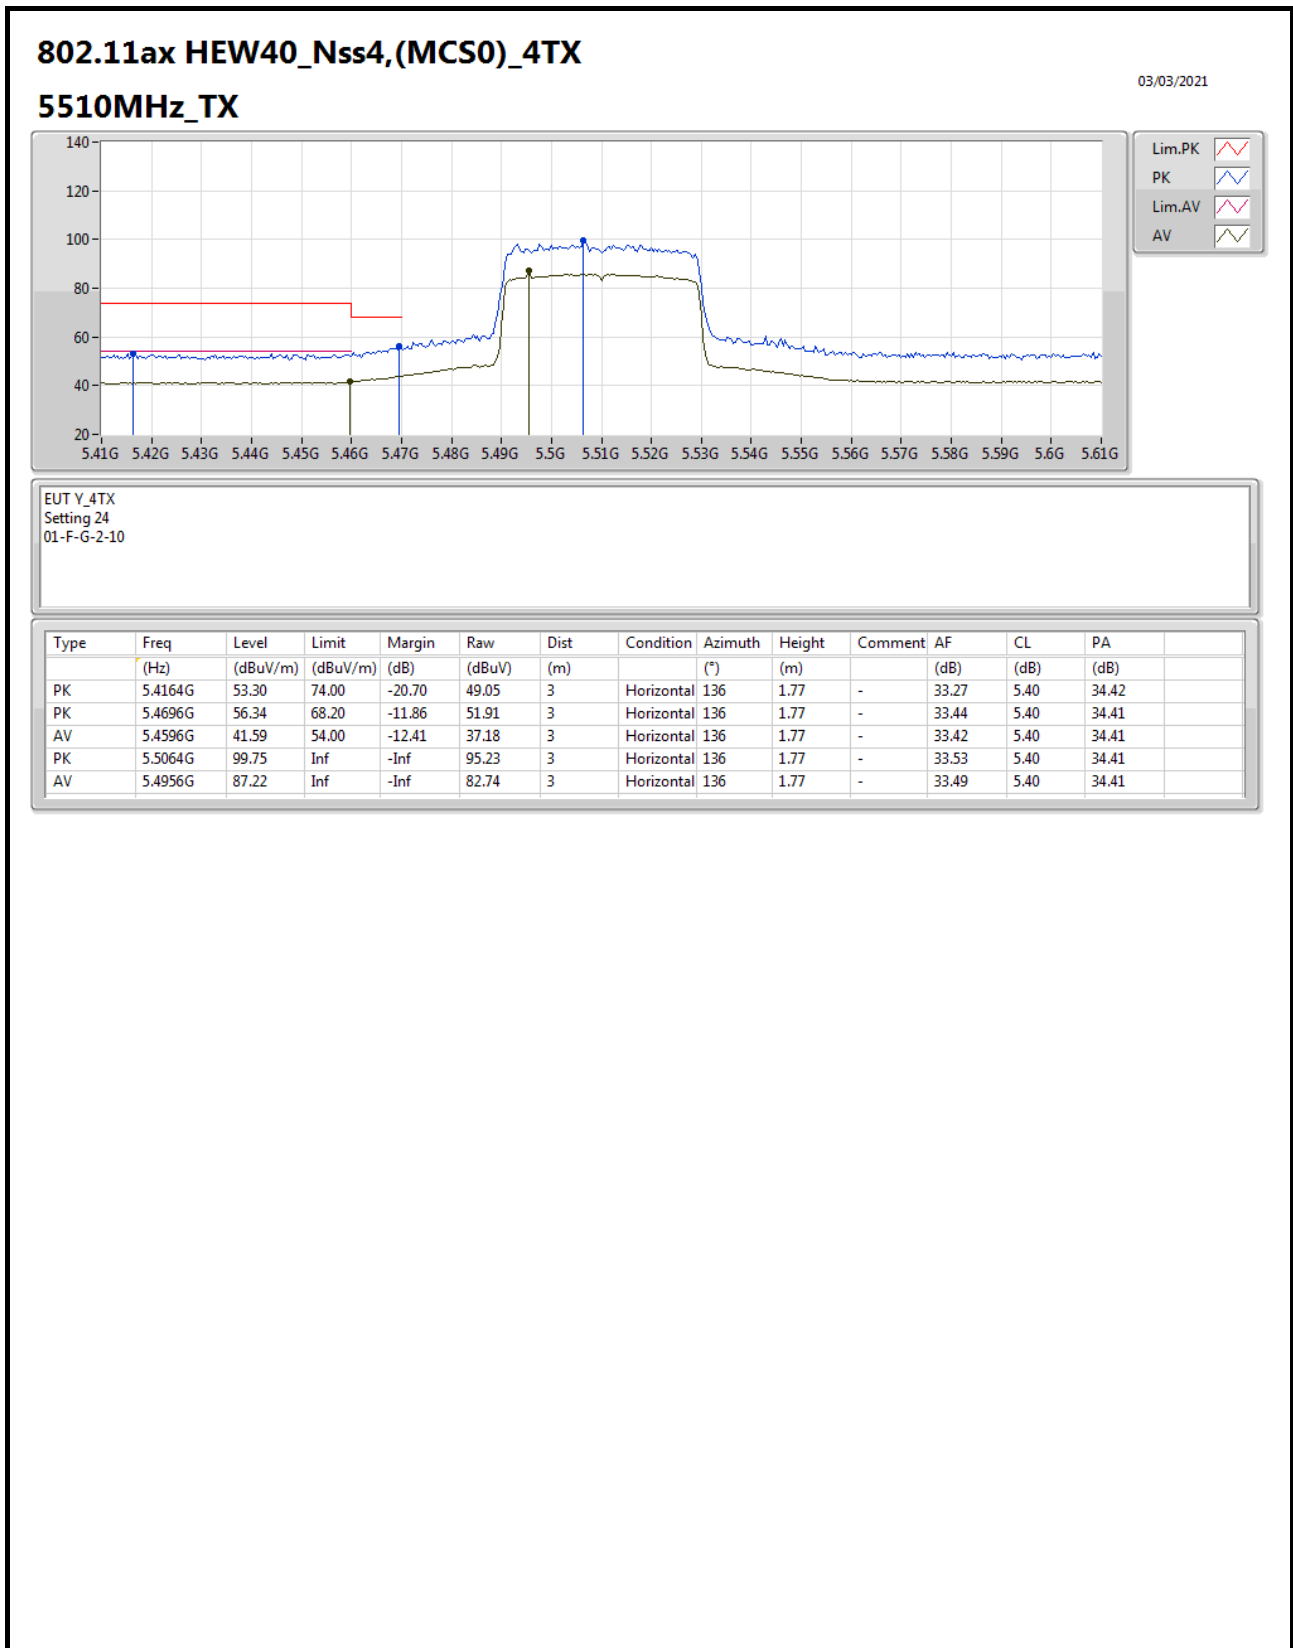 802.11ax HEW40_Nss4,(MCS0)_4TX
03/03/2021
5510MHz_TX
140
120
100
80
60
40
20
5.41G 5.42G 5.43G 5.44G 5.45G 5.46G 5.47G 5.48G 5.49G 5.5G 5.51G 5.52G 5.53G 5.54G 5.55G 5.56G 5.57G 5.58G 5.59G 5.6G 5.61G
Lim.PK
PK
Lim.AV
AV
EUT Y_4TX
Setting 24
01-F-G-2-10
Type Freq Level Limit Margin Raw Dist Condition Azimuth Height Comment AF CL PA
(Hz) (dBuV/m) (dBuV/m) (dB) (dBuV) (m) (°) (m) (dB) (dB) (dB)
PK 5.4164G 53.30 74.00 -20.70 49.05 3 Horizontal 136 1.77 - 33.27 5.40 34.42
PK 5.4696G 56.34 68.20 -11.86 51.91 3 Horizontal 136 1.77 - 33.44 5.40 34.41
AV 5.4596G 41.59 54.00 -12.41 37.18 3 Horizontal 136 1.77 - 33.42 5.40 34.41
PK 5.5064G 99.75 Inf -Inf 95.23 3 Horizontal 136 1.77 - 33.53 5.40 34.41
AV 5.4956G 87.22 Inf -Inf 82.74 3 Horizontal 136 1.77 - 33.49 5.40 34.41